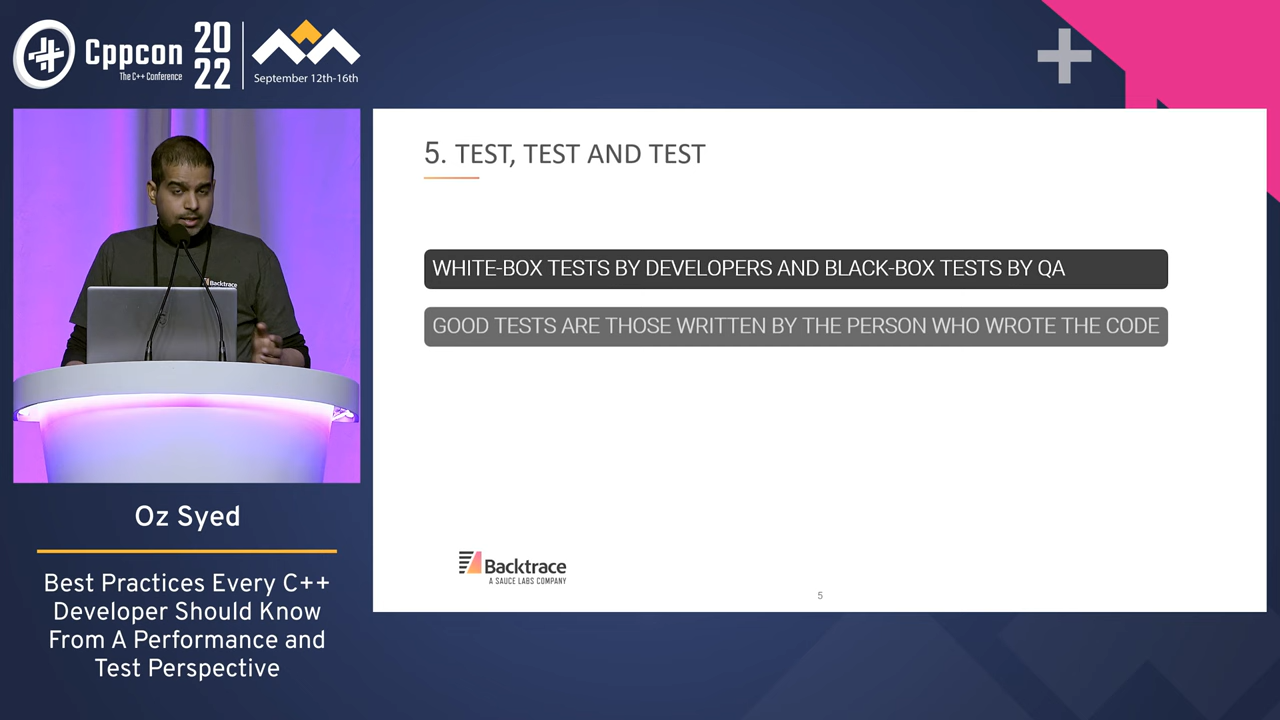 Cppcon
The C++ Conference
20
22
September 12th-16th
5. TEST, TEST AND TEST
WHITE-BOX TESTS BY DEVELOPERS AND BLACK-BOX TESTS BY QA
GOOD TESTS ARE THOSE WRITTEN BY THE PERSON WHO WROTE THE CODE
Backtrace
Backtrace
A SAUCE LABS COMPANY
5
Oz Syed
Best Practices Every C++
Developer Should Know
From A Performance and
Test Perspective